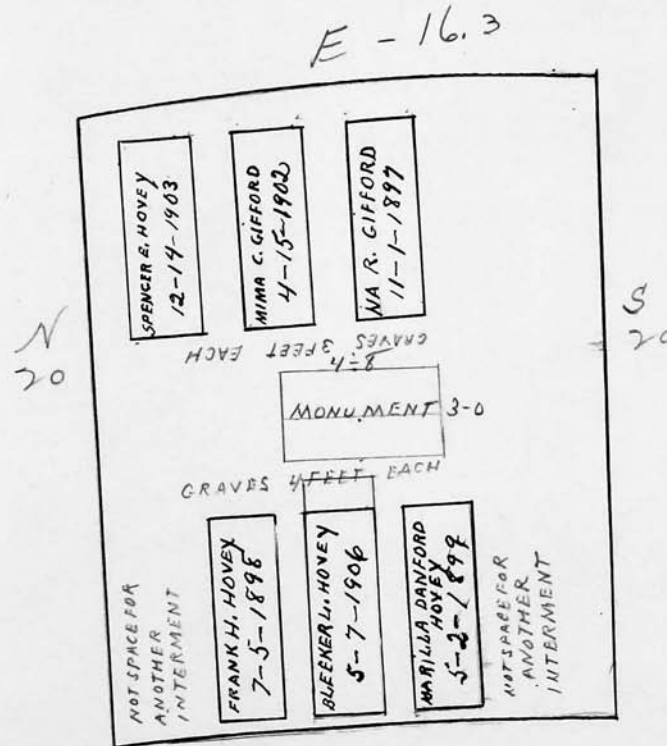 E - 16.3
SPENCER E. HOVEY
12-14-1903
MIMA C. GIFFORD
4-15-1902
NA R. GIFFORD
11-1-1897
N
20
S
20
GRAVES 3 FEET EACH
4-8
MONUMENT 3-0
GRAVES 4 FEET EACH
NOT SPACE FOR
ANOTHER
INTERMENT
FRANK H. HOVEY
7-5-1898
BLEEKER L. HOVEY
5-7-1906
MARILLA DANFORD
HOVEY
5-2-1899
NOT SPACE FOR
ANOTHER
INTERMENT